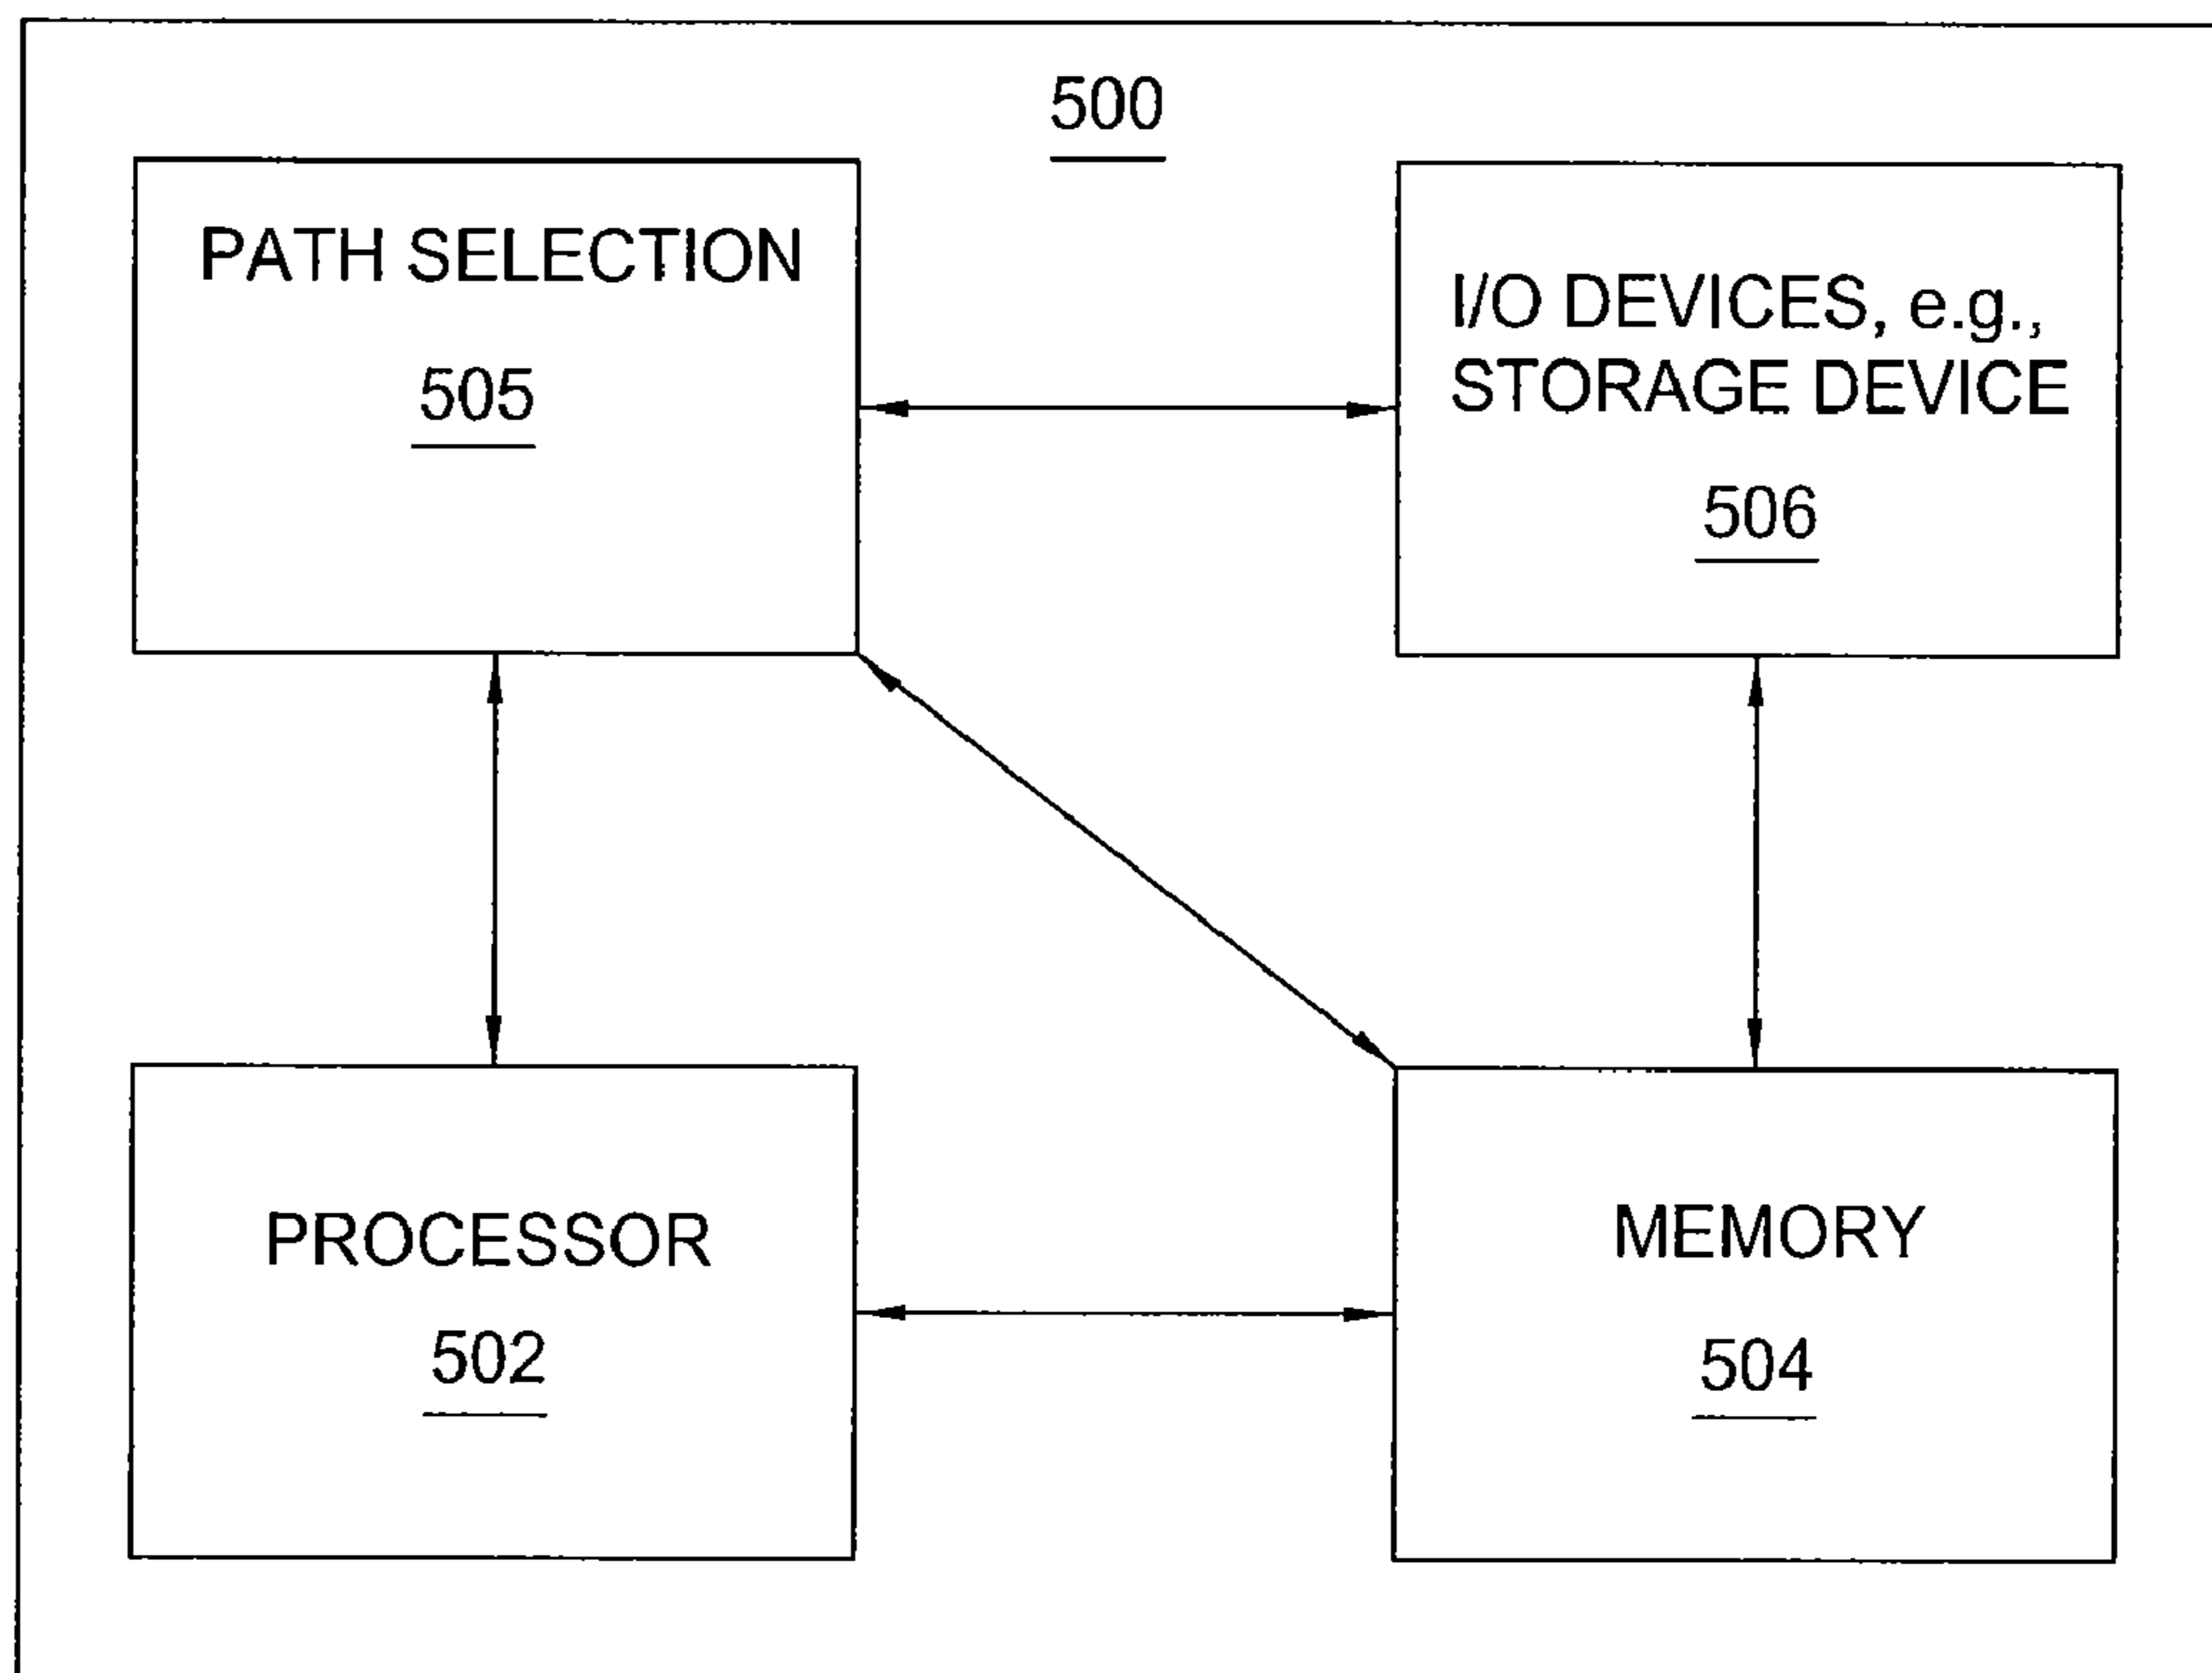 500
PATH SELECTION
505
I/O DEVICES, e.g.,
STORAGE DEVICE
506
PROCESSOR
502
MEMORY
504